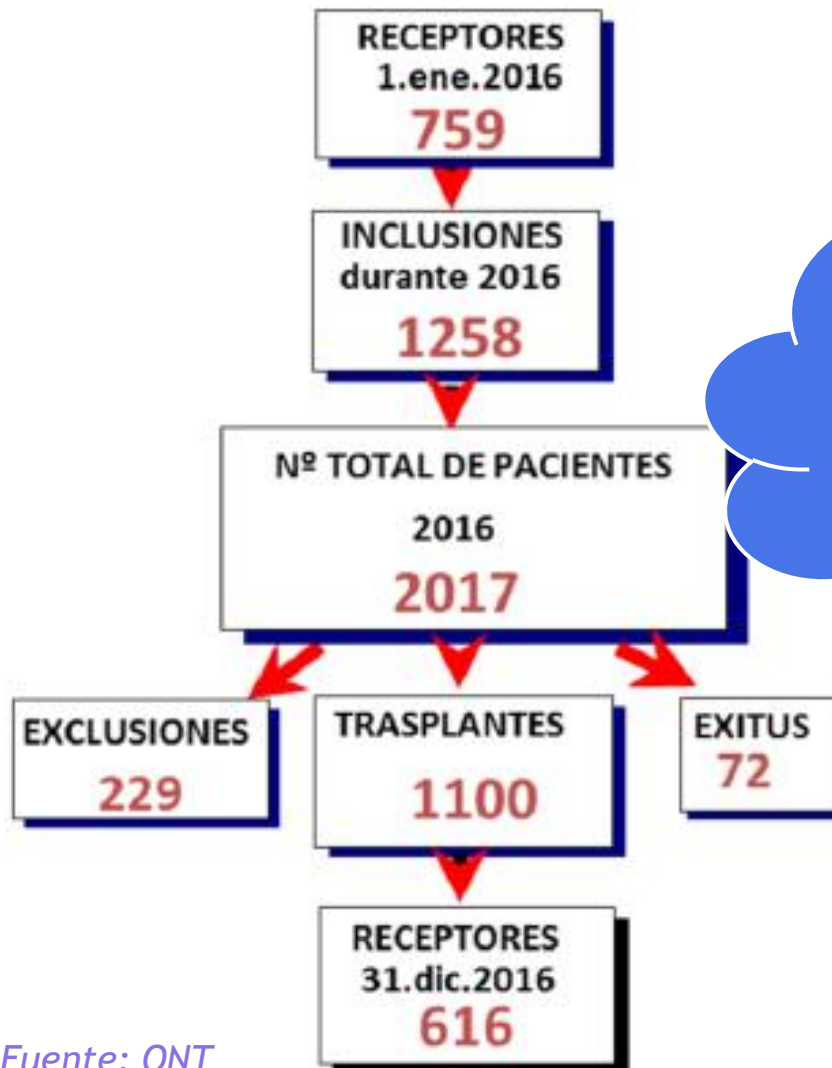 RECEPTORES
1.ene.2016
759
INCLUSIONES
durante 2016
1258
Nº TOTAL DE PACIENTES
2016
2017
EXCLUSIONES
229
TRASPLANTES
1100
EXITUS
72
RECEPTORES
31.dic.2016
616
Fuente: ONT